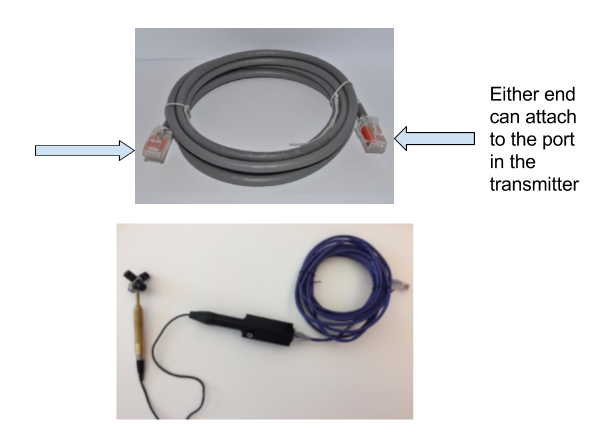 Either end
can attach
to the port
in the
transmitter